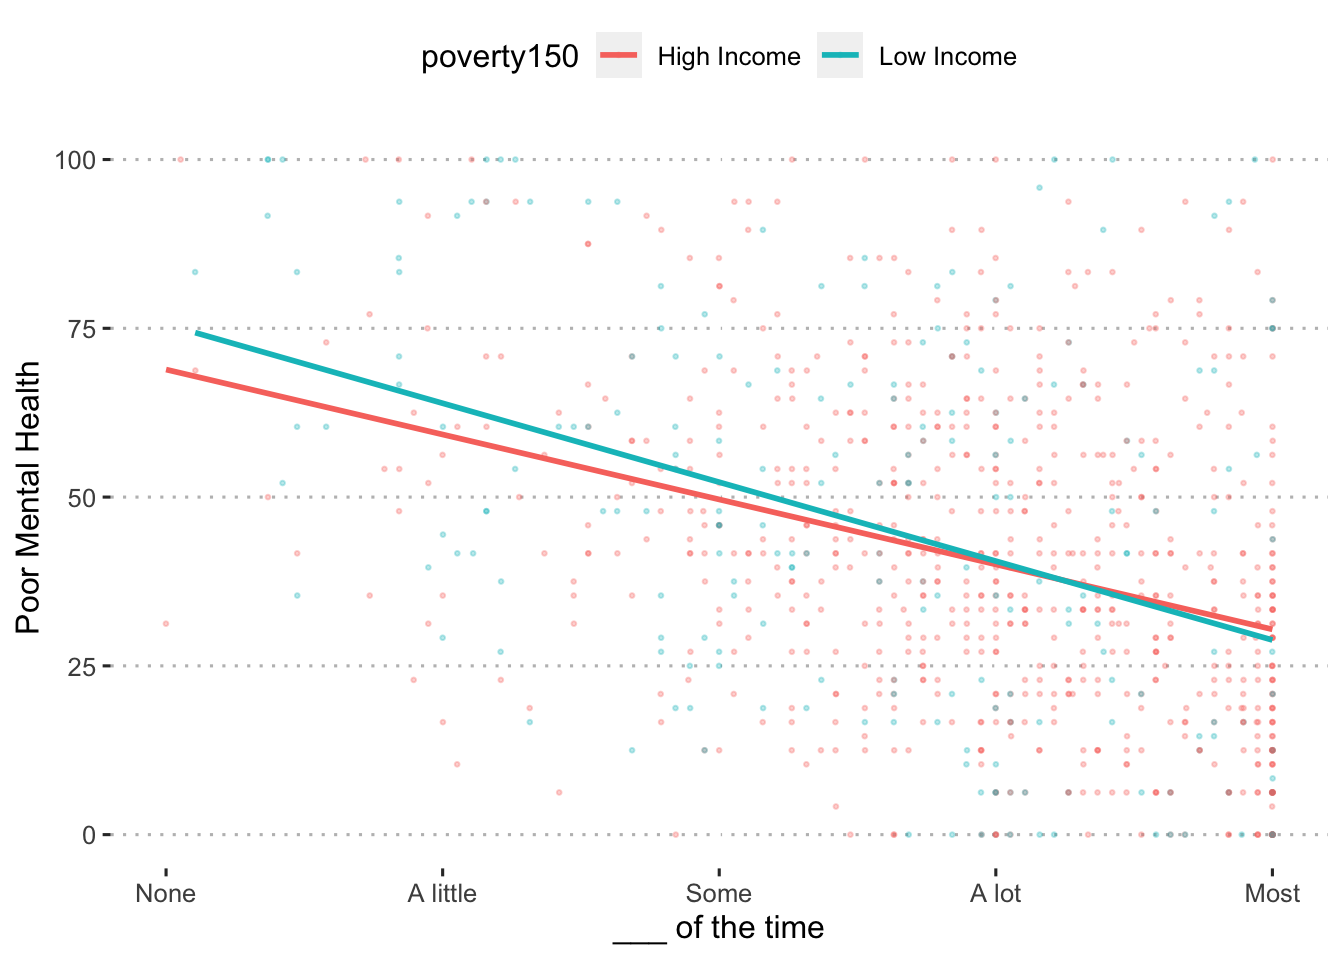 poverty150 High Income Low Income
100
75
50
25
0
Poor Mental Health
None A little Some A lot Most
___ of the time